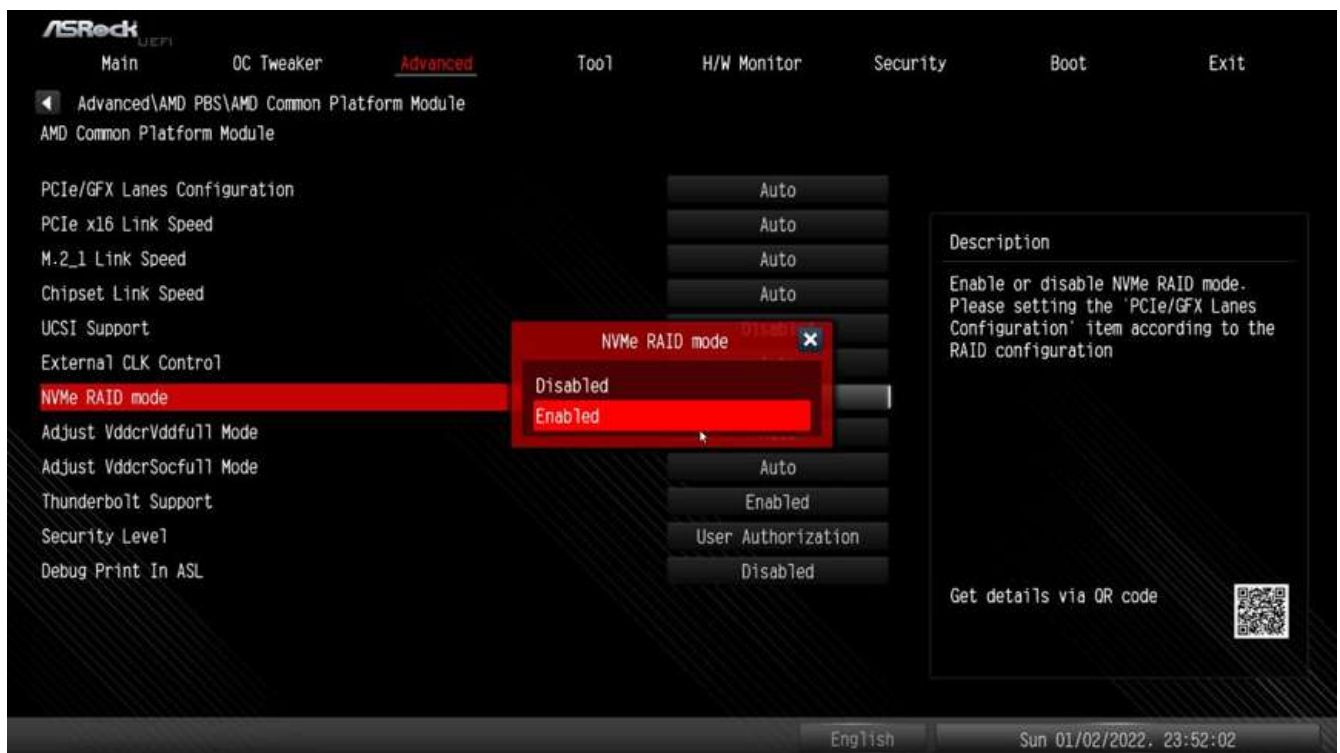 ASRock
UEFI
Main OC Tweaker Advanced Tool H/W Monitor Security Boot Exit
Advanced\AMD PBS\AMD Common Platform Module
AMD Common Platform Module
PCIe/GFX Lanes Configuration Auto
PCIe x16 Link Speed Auto
M.2_1 Link Speed Auto
Chipset Link Speed Auto
UCSI Support Disabled
External CLK Control
NVMe RAID mode
Adjust VddcrVddfull Mode
Adjust VddcrSocfull Mode Auto
Thunderbolt Support Enabled
Security Level User Authorization
Debug Print In ASL Disabled
NVMe RAID mode
Disabled
Enabled
Description
Enable or disable NVMe RAID mode.
Please setting the 'PCIe/GFX Lanes
Configuration' item according to the
RAID configuration
Get details via QR code
English Sun 01/02/2022. 23:52:02